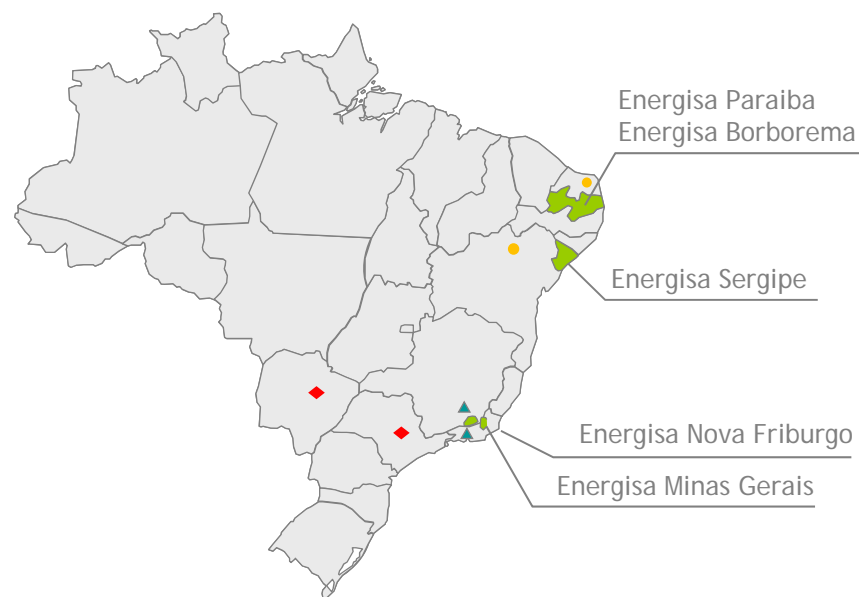 Energisa Paraiba
Energisa Borborema
Energisa Sergipe
Energisa Nova Friburgo
Energisa Minas Gerais